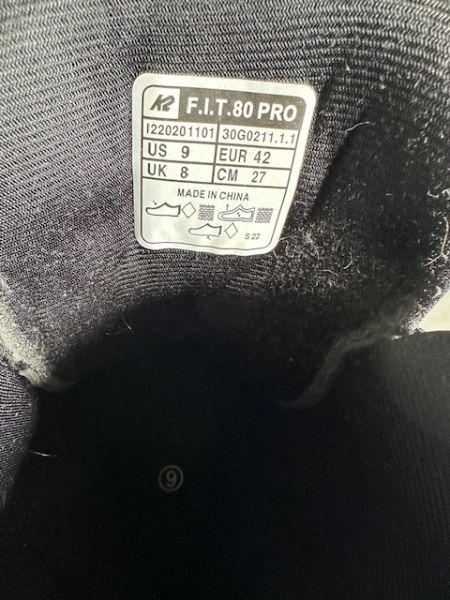 K2 F.I.T.80 PRO
I220201101 30G0211.1.1
US 9 EUR 42
UK 8 CM 27
MADE IN CHINA
S 22
9